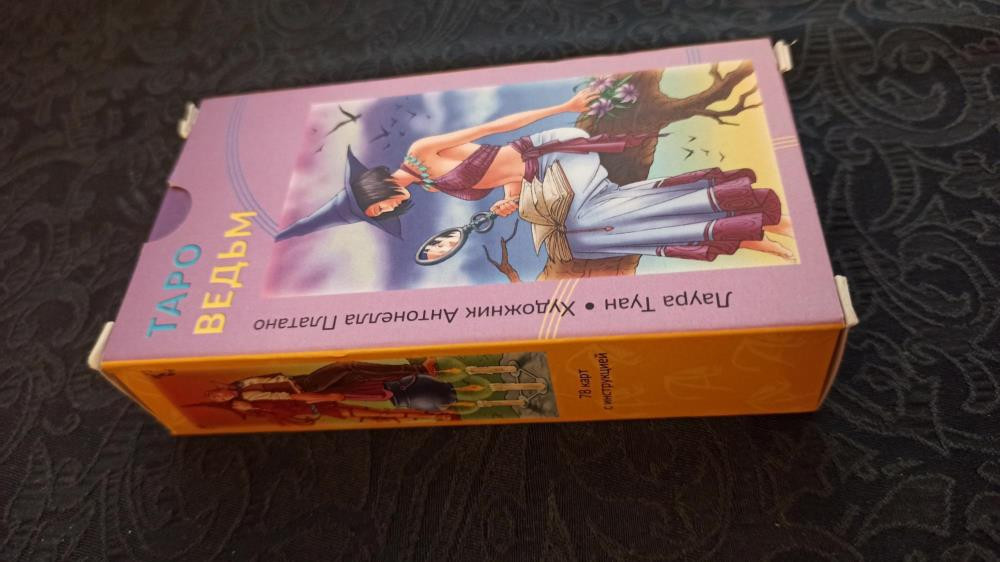 ТАРО
ВЕДЬМ
Лаура Туан • Художник Антонелла Платано
78 карт
с инструкцией